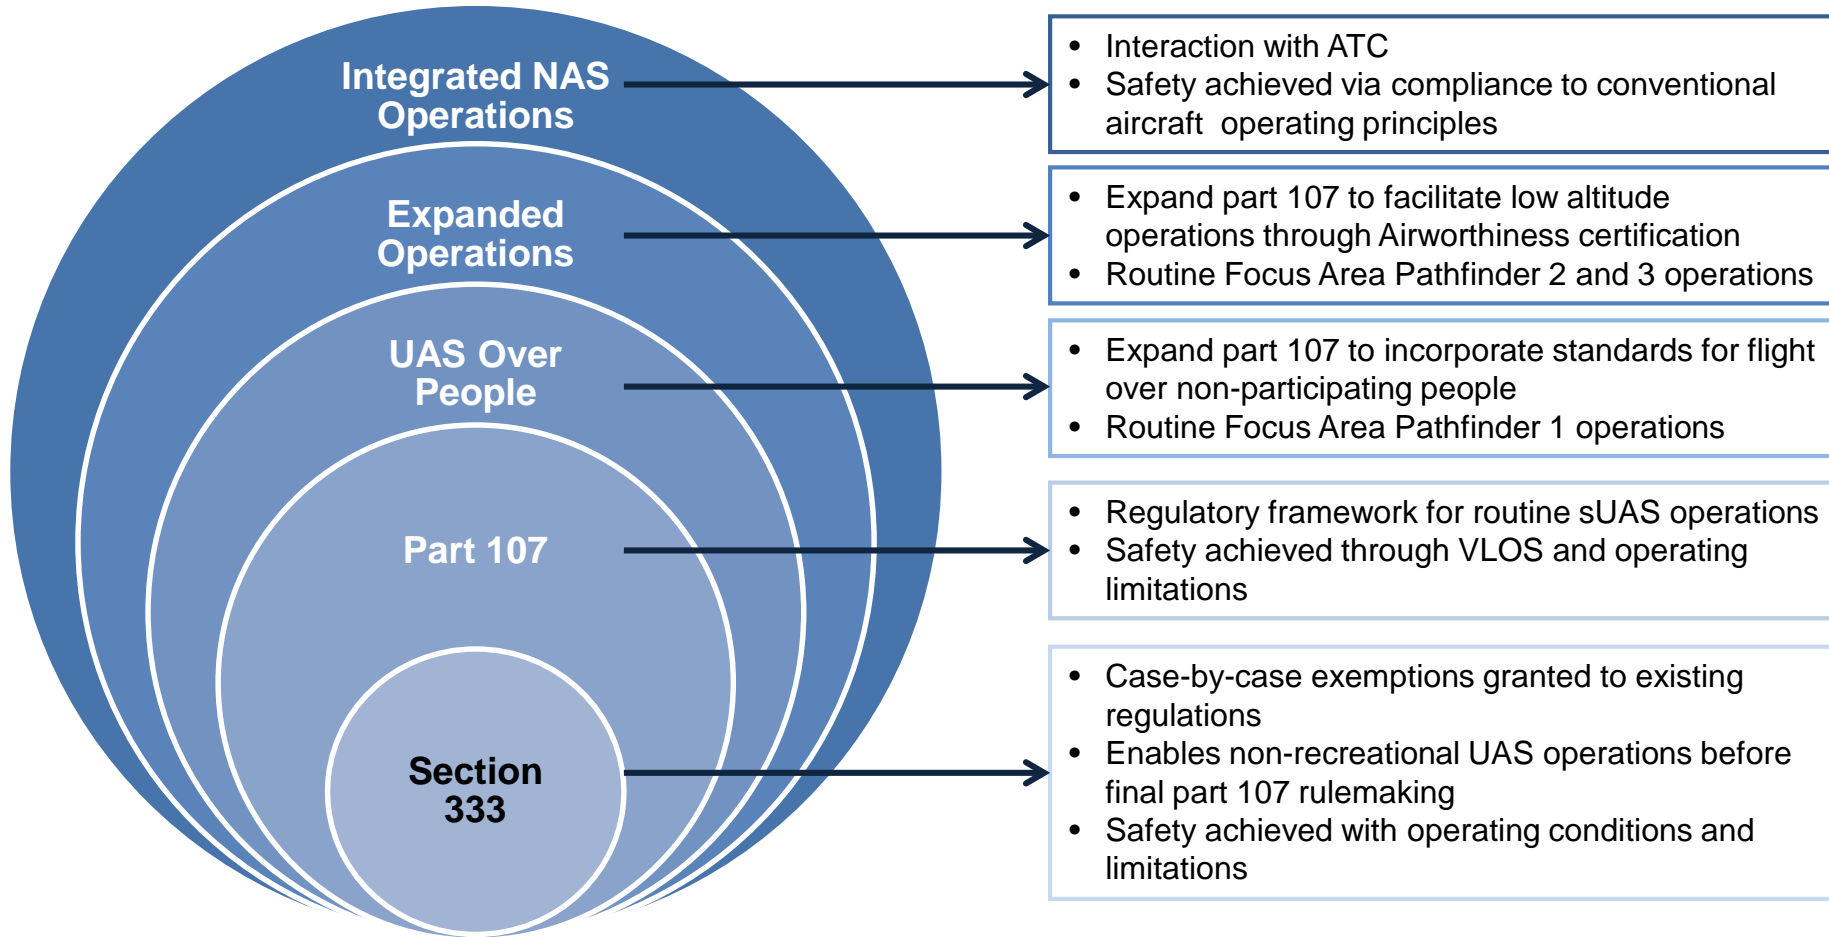 Integrated NAS
Operations
• Interaction with ATC
• Safety achieved via compliance to conventional
aircraft operating principles
Expanded
Operations
• Expand part 107 to facilitate low altitude
operations through Airworthiness certification
• Routine Focus Area Pathfinder 2 and 3 operations
UAS Over
People
• Expand part 107 to incorporate standards for flight
over non-participating people
• Routine Focus Area Pathfinder 1 operations
Part 107
• Regulatory framework for routine sUAS operations
• Safety achieved through VLOS and operating
limitations
Section
333
• Case-by-case exemptions granted to existing
regulations
• Enables non-recreational UAS operations before
final part 107 rulemaking
• Safety achieved with operating conditions and
limitations